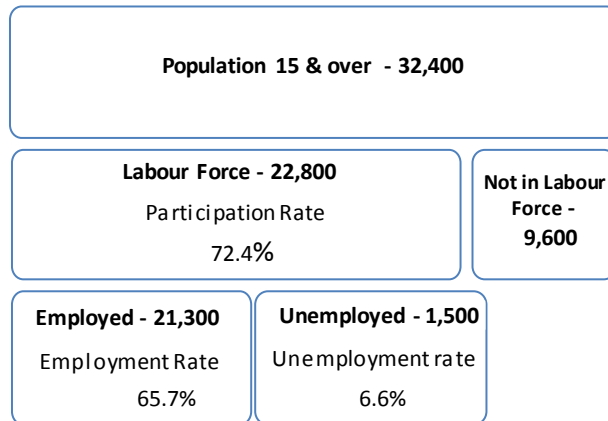 Population 15 & over - 32,400
Labour Force - 22,800
Participation Rate
72.4%
Not in Labour
Force -
9,600
Employed - 21,300
Employment Rate
65.7%
Unemployed - 1,500
Unemployment rate
6.6%